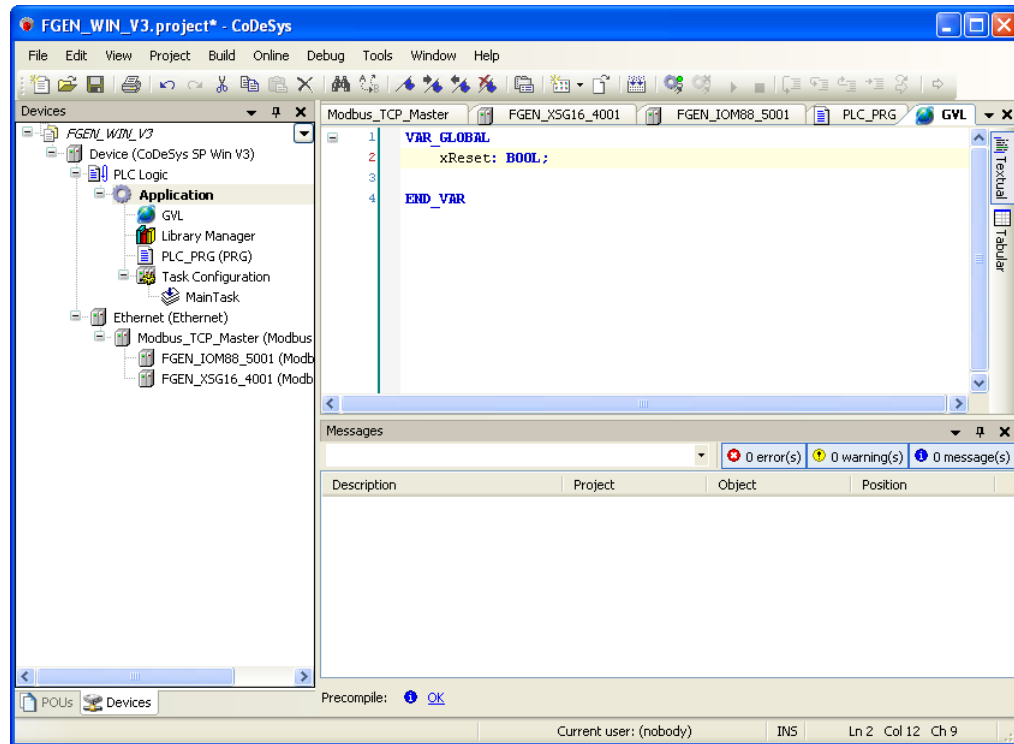 FGEN_WIN_V3.project* - CoDeSys
File Edit View Project Build Online Debug Tools Window Help
Devices
FGEN_WIN_V3
Device (CoDeSys SP Win V3)
PLC Logic
Application
GVL
Library Manager
PLC_PRG (PRG)
Task Configuration
MainTask
Ethernet (Ethernet)
Modbus_TCP_Master (Modbus
FGEN_IOM88_5001 (Modb
FGEN_XSG16_4001 (Modb
POUs Devices
Modbus_TCP_Master FGEN_XSG16_4001 FGEN_IOM88_5001 PLC_PRG GVL
1 VAR_GLOBAL
2 xReset: BOOL;
3
4 END_VAR
Textual
Tabular
Messages
0 error(s) 0 warning(s) 0 message(s)
Description Project Object Position
Precompile: OK
Current user: (nobody) INS Ln 2 Col 12 Ch 9